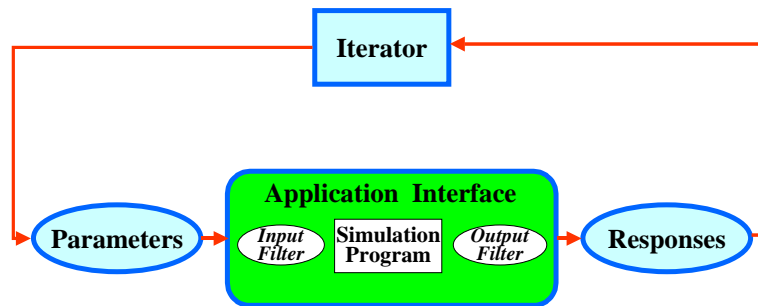 Iterator
Application Interface
Parameters
Input
Filter
Simulation
Program
Output
Filter
Responses